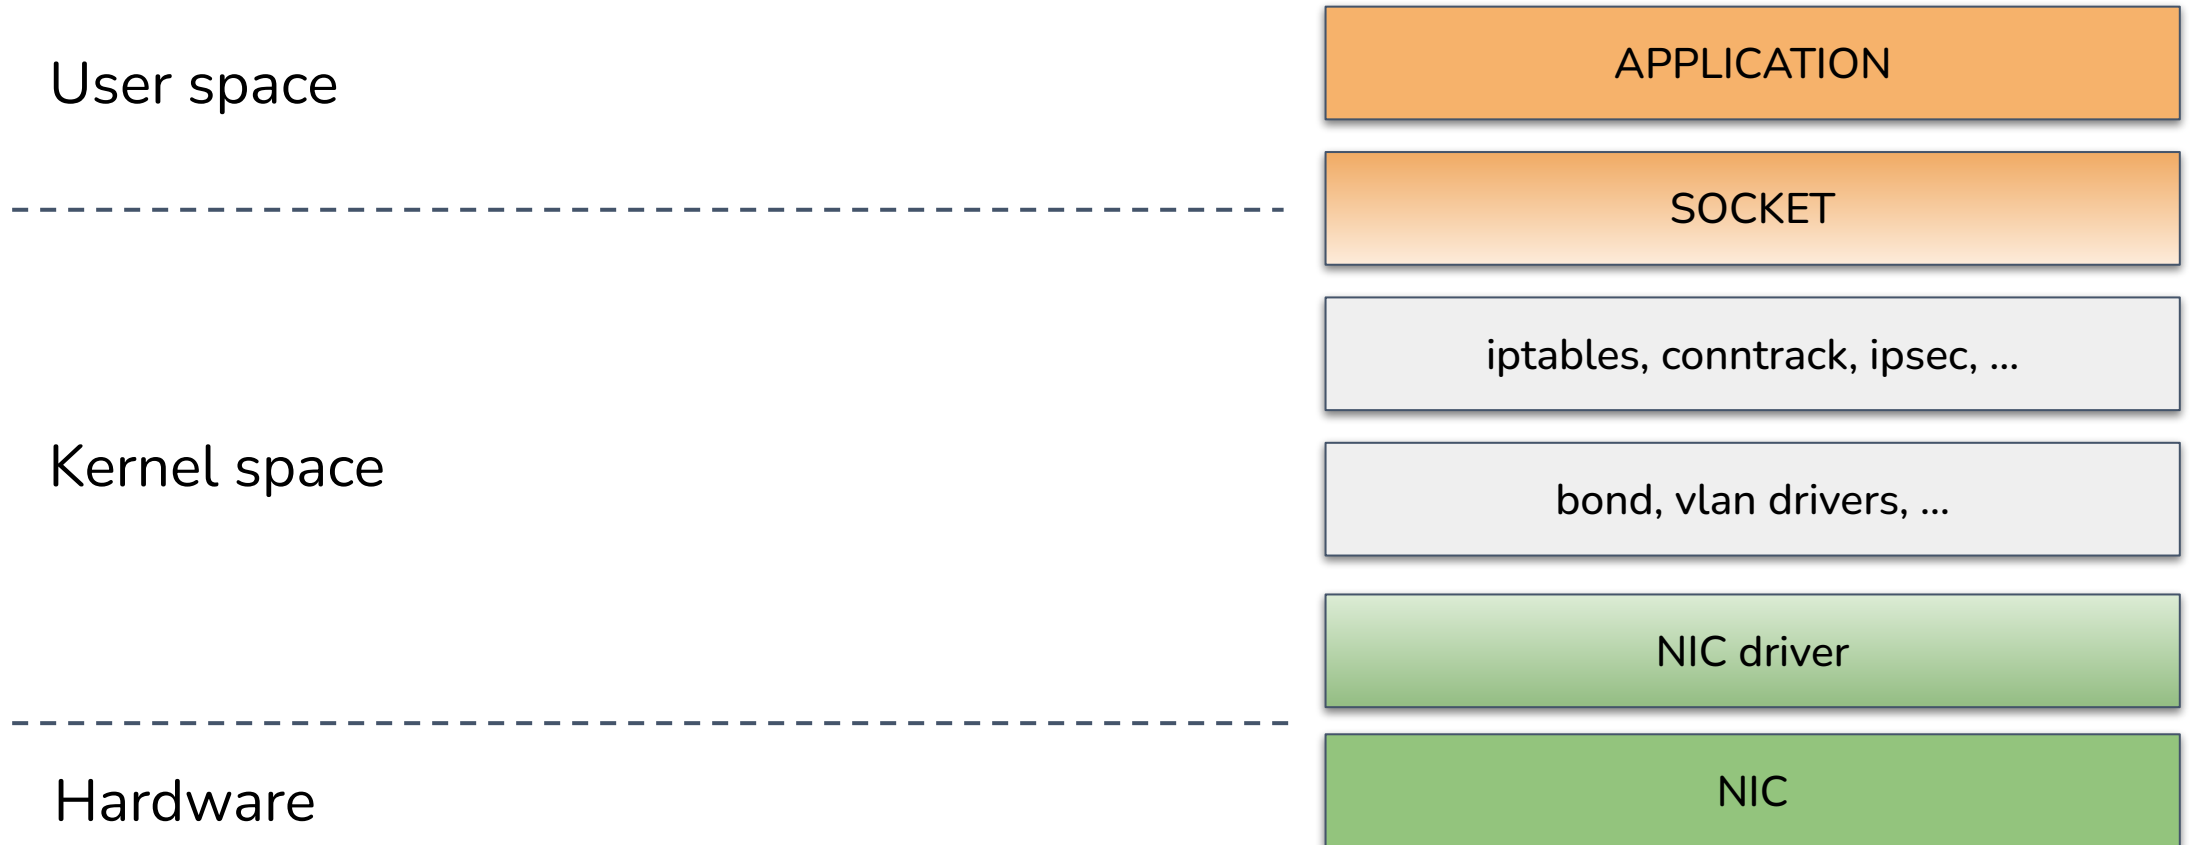 User space
APPLICATION
SOCKET
iptables, conntrack, ipsec, ...
Kernel space
bond, vlan drivers, ...
NIC driver
Hardware
NIC